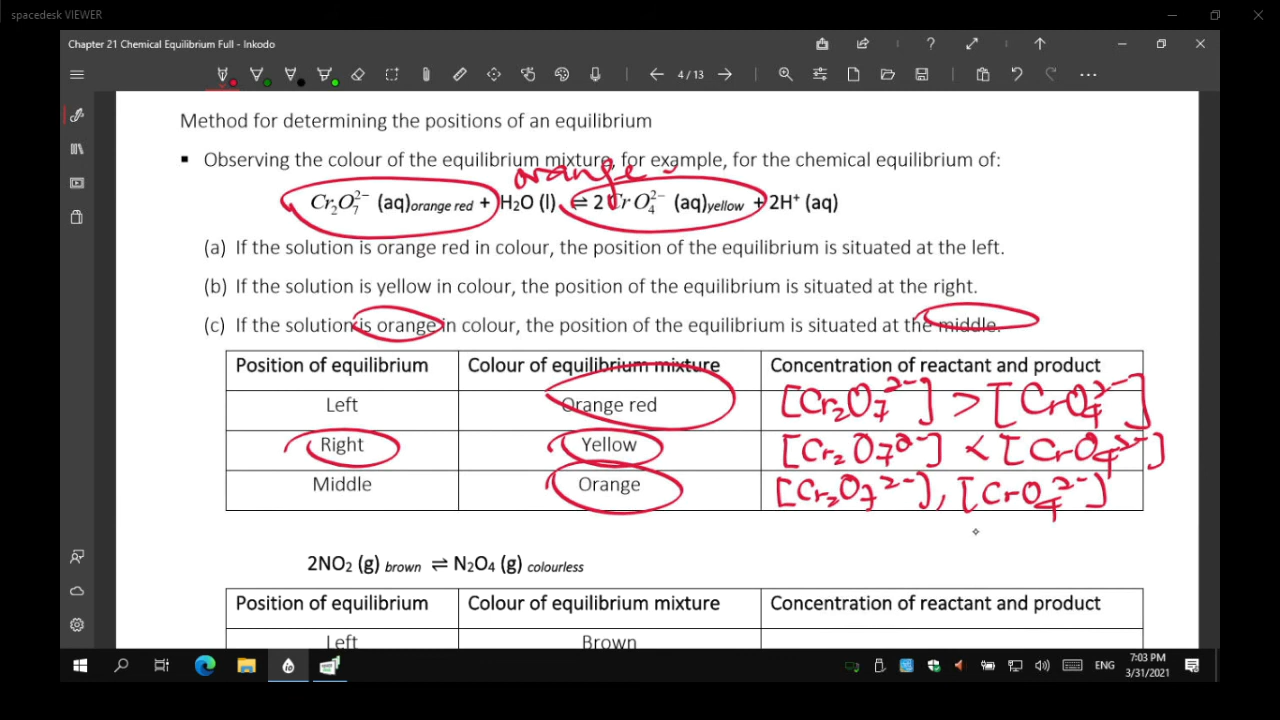 spacedesk VIEWER
Chapter 21 Chemical Equilibrium Full - Inkodo
4 / 13
Method for determining the positions of an equilibrium
▪ Observing the colour of the equilibrium mixture, for example, for the chemical equilibrium of:
orange
Cr₂O₇²⁻ (aq)orange red + H₂O (l) ⇌ 2 CrO₄²⁻ (aq)yellow + 2H⁺ (aq)
(a) If the solution is orange red in colour, the position of the equilibrium is situated at the left.
(b) If the solution is yellow in colour, the position of the equilibrium is situated at the right.
(c) If the solution is orange in colour, the position of the equilibrium is situated at the middle.
Position of equilibrium Colour of equilibrium mixture Concentration of reactant and product
Left Orange red [Cr₂O₇²⁻] > [CrO₄²⁻]
Right Yellow [Cr₂O₇²⁻] < [CrO₄²⁻]
Middle Orange [Cr₂O₇²⁻], [CrO₄²⁻]
2NO₂ (g) brown ⇌ N₂O₄ (g) colourless
Position of equilibrium Colour of equilibrium mixture Concentration of reactant and product
Left Brown
ENG
7:03 PM
3/31/2021